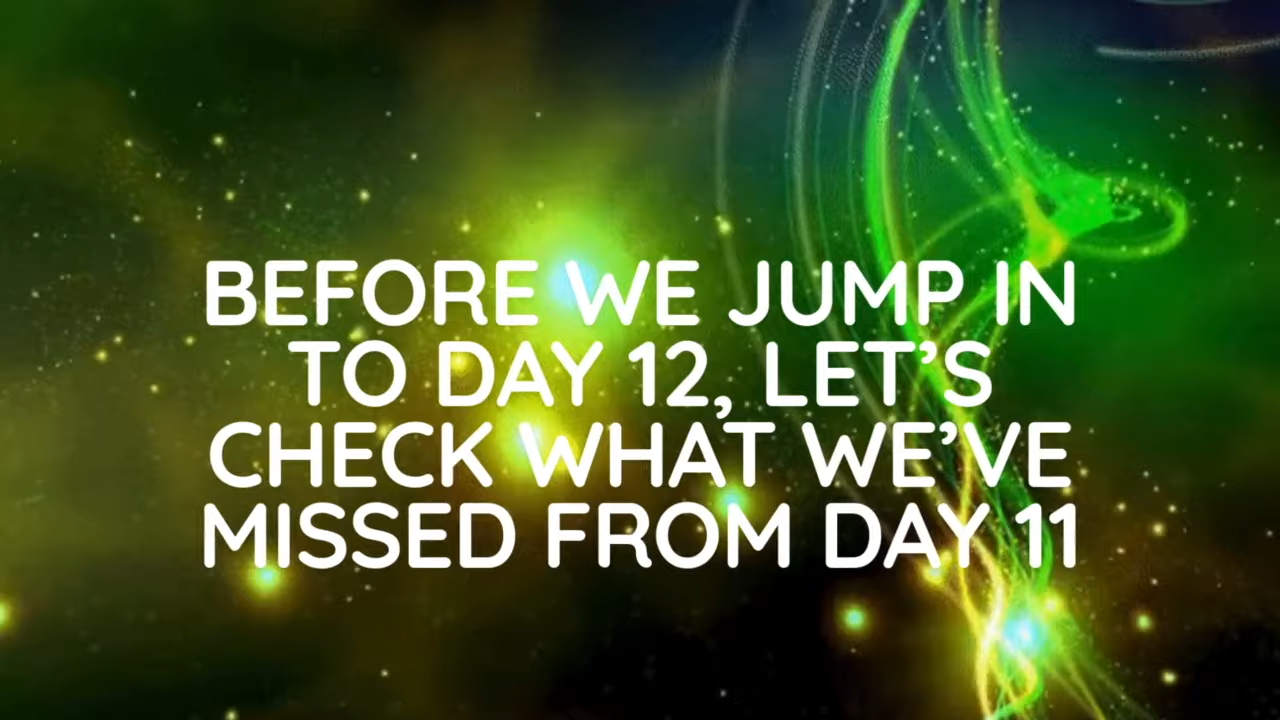 BEFORE WE JUMP IN
TO DAY 12, LET’S
CHECK WHAT WE’VE
MISSED FROM DAY 11